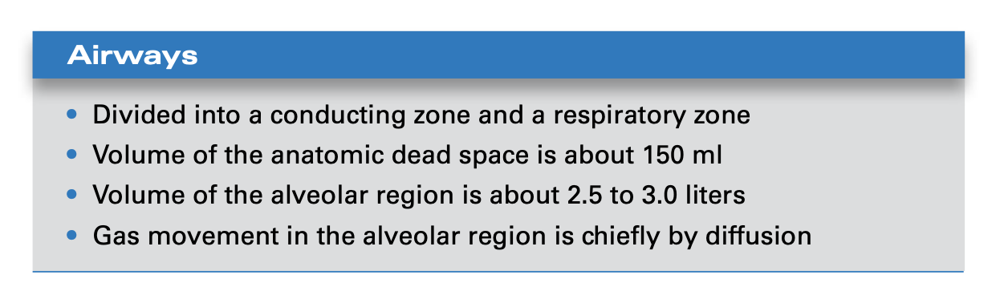 Airways
• Divided into a conducting zone and a respiratory zone
• Volume of the anatomic dead space is about 150 ml
• Volume of the alveolar region is about 2.5 to 3.0 liters
• Gas movement in the alveolar region is chiefly by diffusion